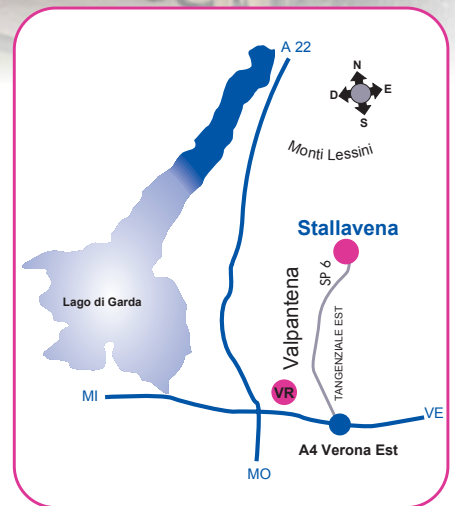 A 22
N
D
E
S
Monti Lessini
Stallavena
SP 6
Lago di Garda
Valpantena
TANGENZIALE EST
VR
MI
VE
A4 Verona Est
MO